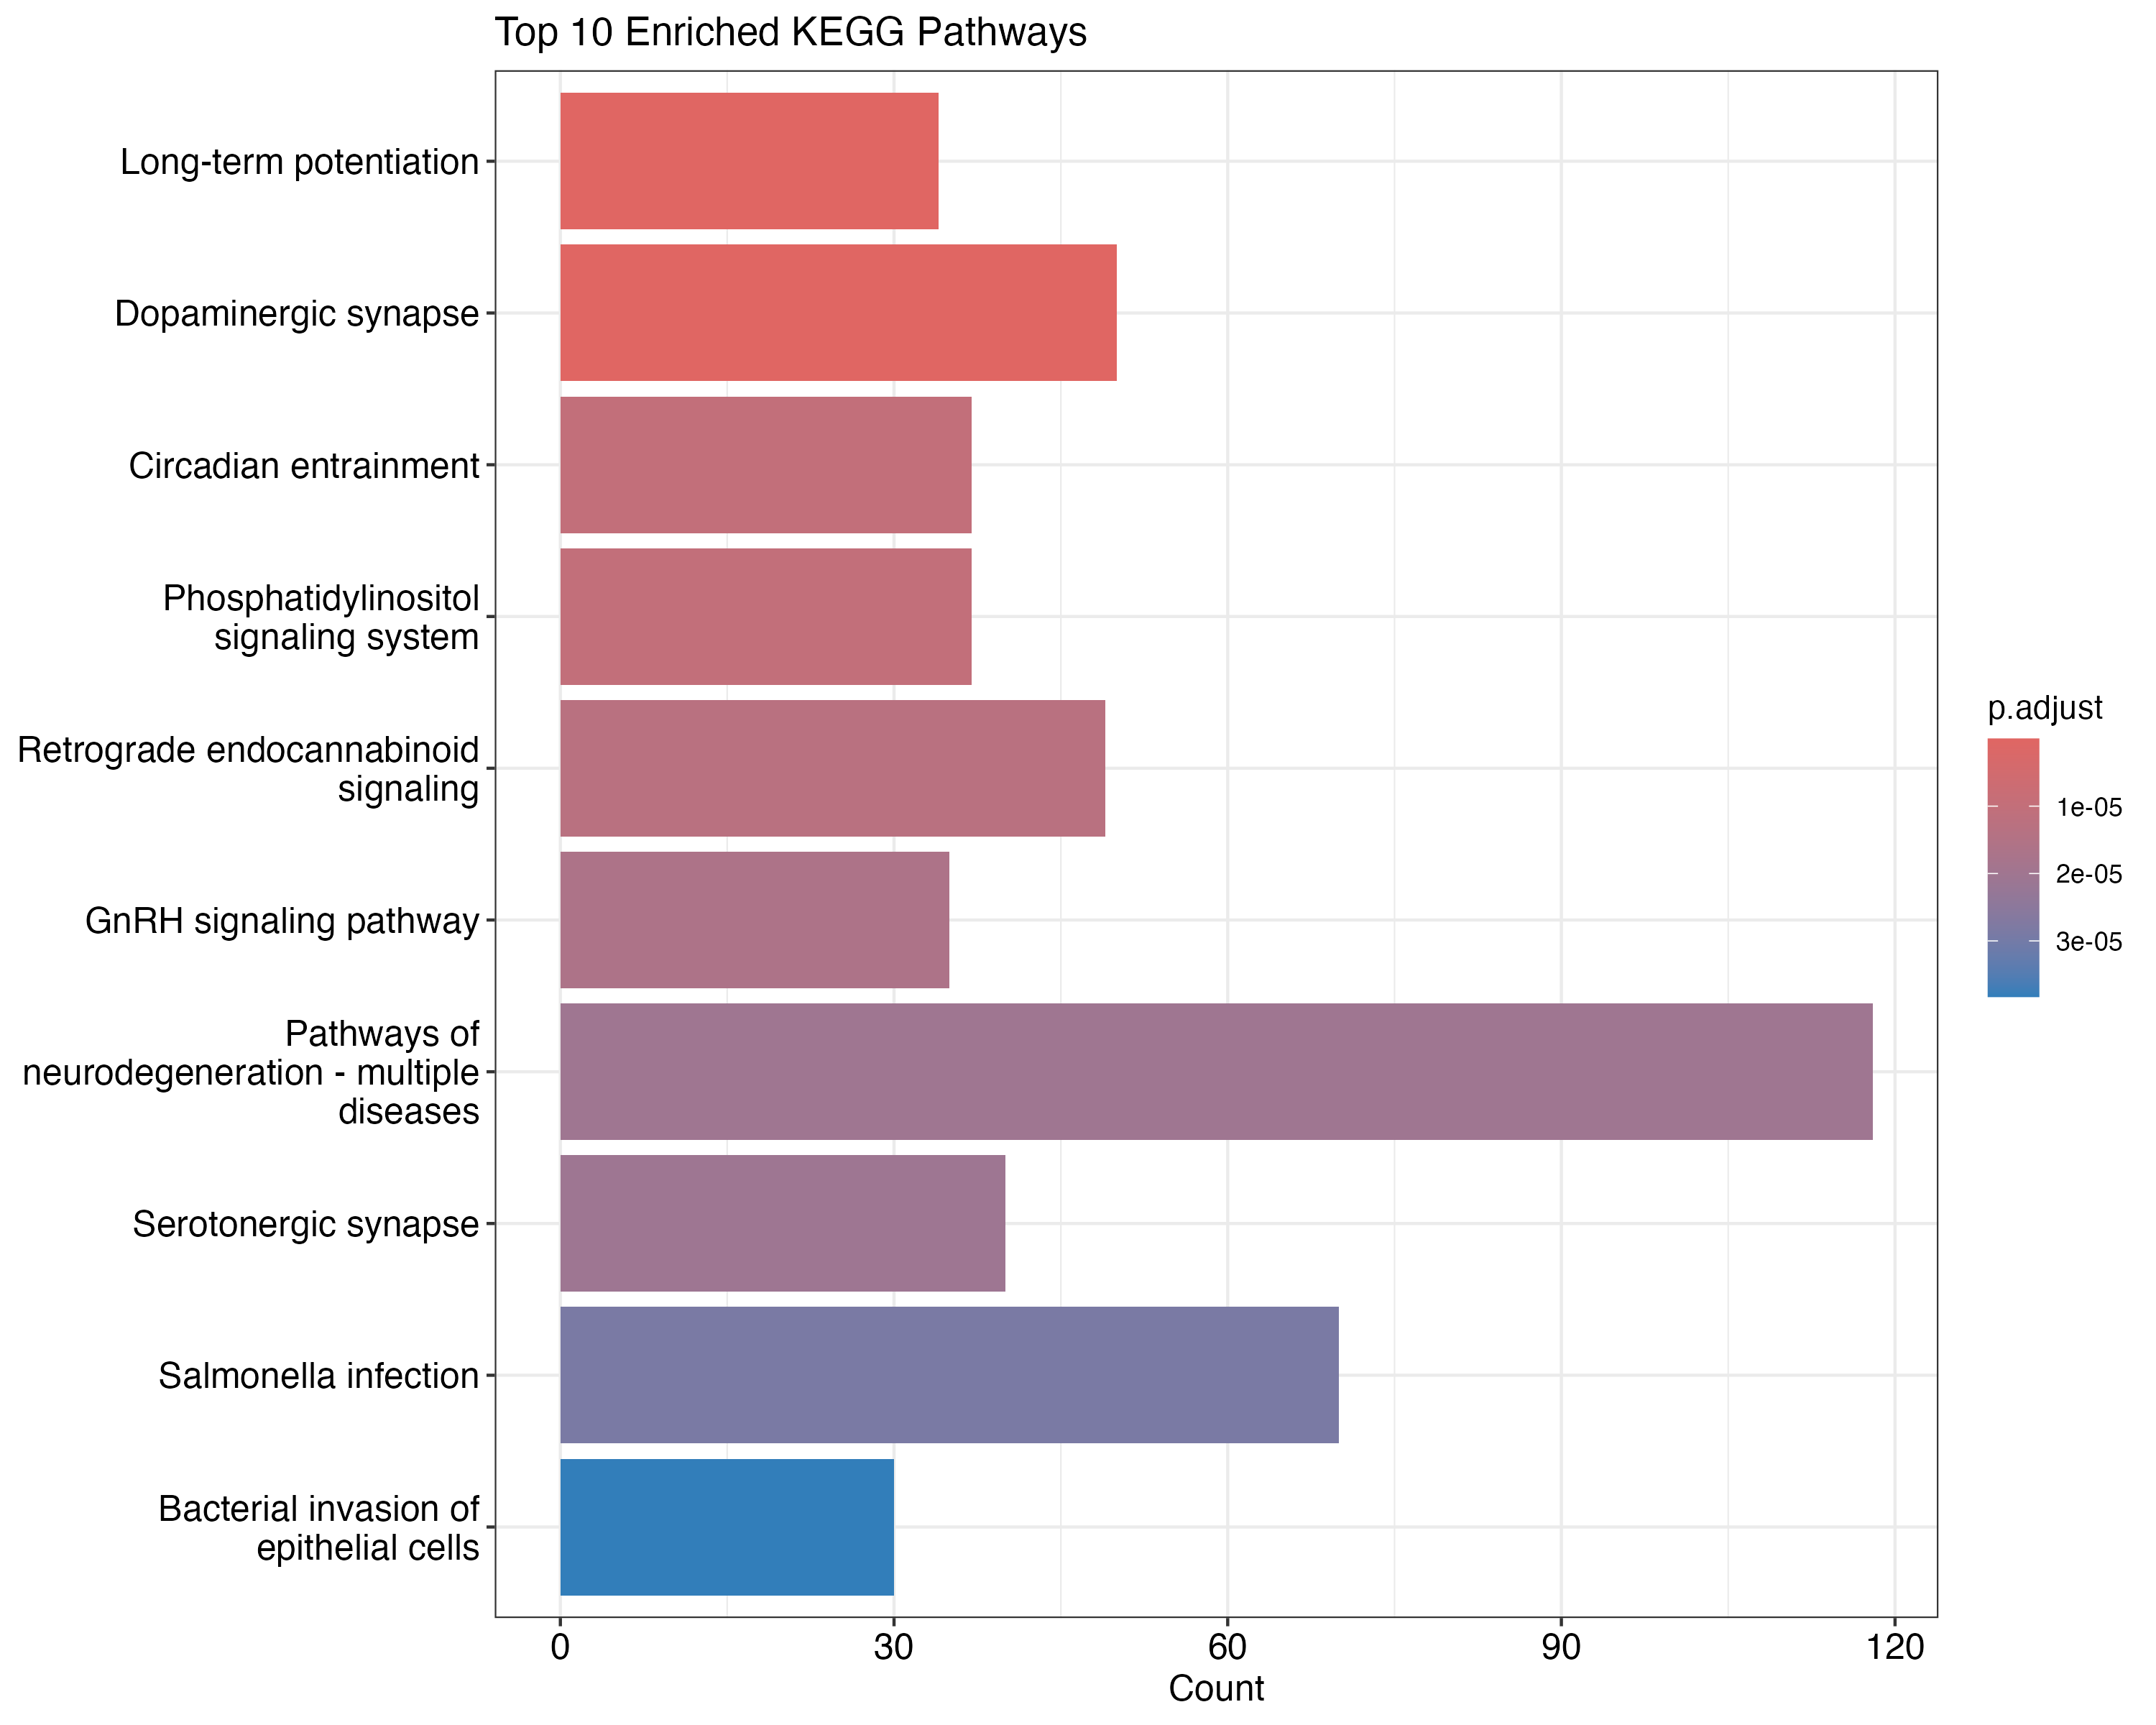 Top 10 Enriched KEGG Pathways
Long-term potentiation
Dopaminergic synapse
Circadian entrainment
Phosphatidylinositol
signaling system
Retrograde endocannabinoid
signaling
GnRH signaling pathway
Pathways of
neurodegeneration - multiple
diseases
Serotonergic synapse
Salmonella infection
Bacterial invasion of
epithelial cells
0 30 60 90 120
Count
p.adjust
1e-05
2e-05
3e-05